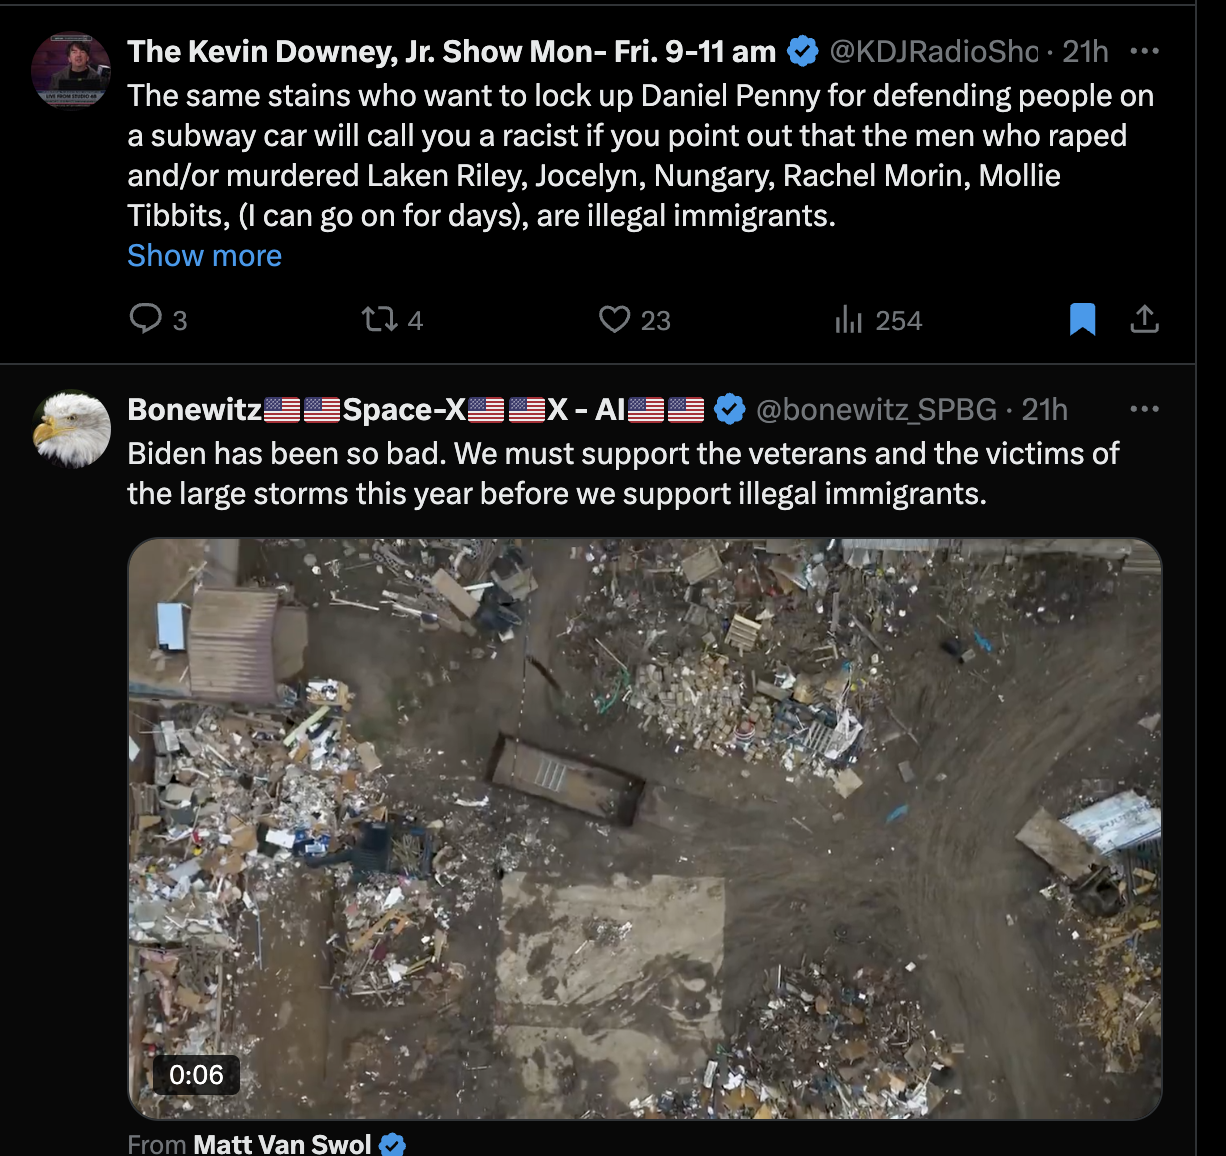 The Kevin Downey, Jr. Show Mon- Fri. 9-11 am @KDJRadioSho · 21h
The same stains who want to lock up Daniel Penny for defending people on
a subway car will call you a racist if you point out that the men who raped
and/or murdered Laken Riley, Jocelyn, Nungary, Rachel Morin, Mollie
Tibbits, (I can go on for days), are illegal immigrants.
Show more
3 4 23 254
Bonewitz🇺🇸🇺🇸Space-X🇺🇸🇺🇸X - AI🇺🇸🇺🇸 @bonewitz_SPBG · 21h
Biden has been so bad. We must support the veterans and the victims of
the large storms this year before we support illegal immigrants.
0:06
From Matt Van Swol